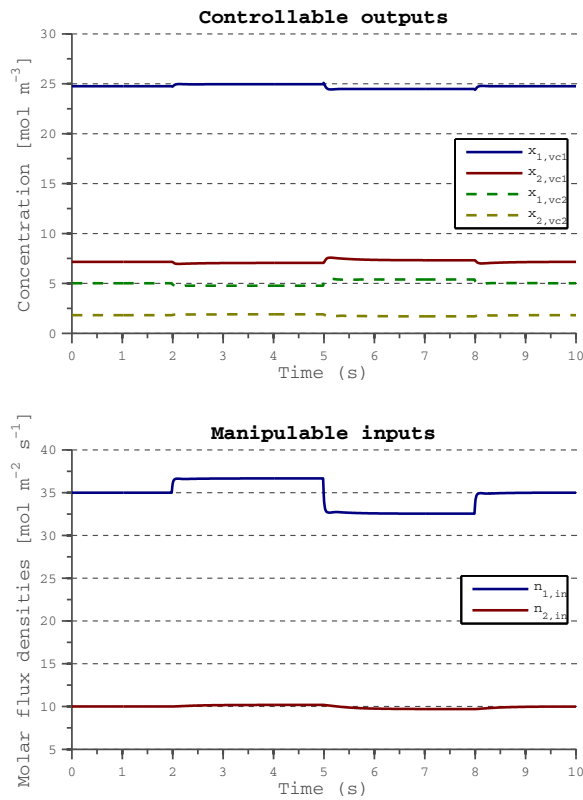 Controllable outputs
Concentration [mol m⁻³]
30
25
20
15
10
5
0
x1,vc1
x2,vc1
x1,vc2
x2,vc2
0 1 2 3 4 5 6 7 8 9 10
Time (s)
Manipulable inputs
Molar flux densities [mol m⁻² s⁻¹]
40
35
30
25
20
15
10
5
n1,in
n2,in
0 1 2 3 4 5 6 7 8 9 10
Time (s)